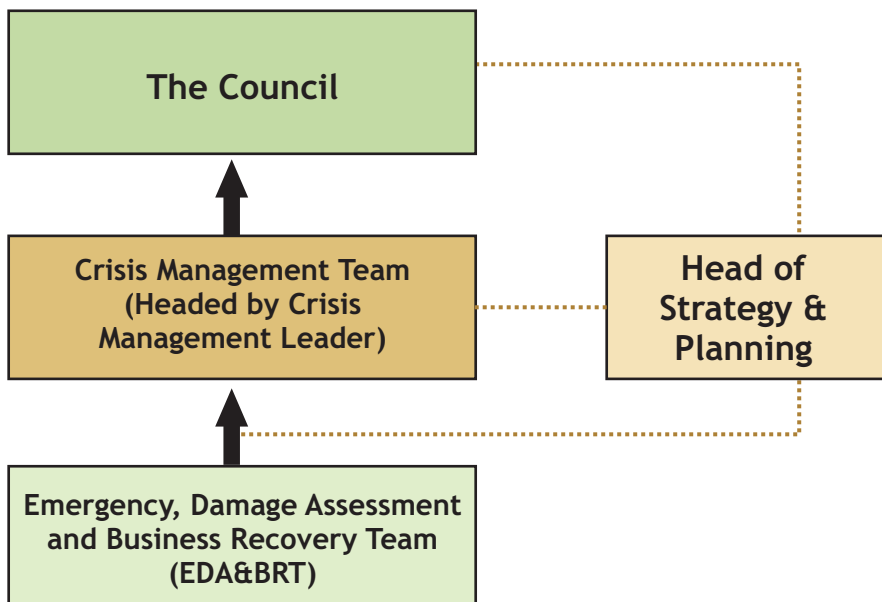 The Council
Crisis Management Team
(Headed by Crisis
Management Leader)
Head of
Strategy &
Planning
Emergency, Damage Assessment
and Business Recovery Team
(EDA&BRT)